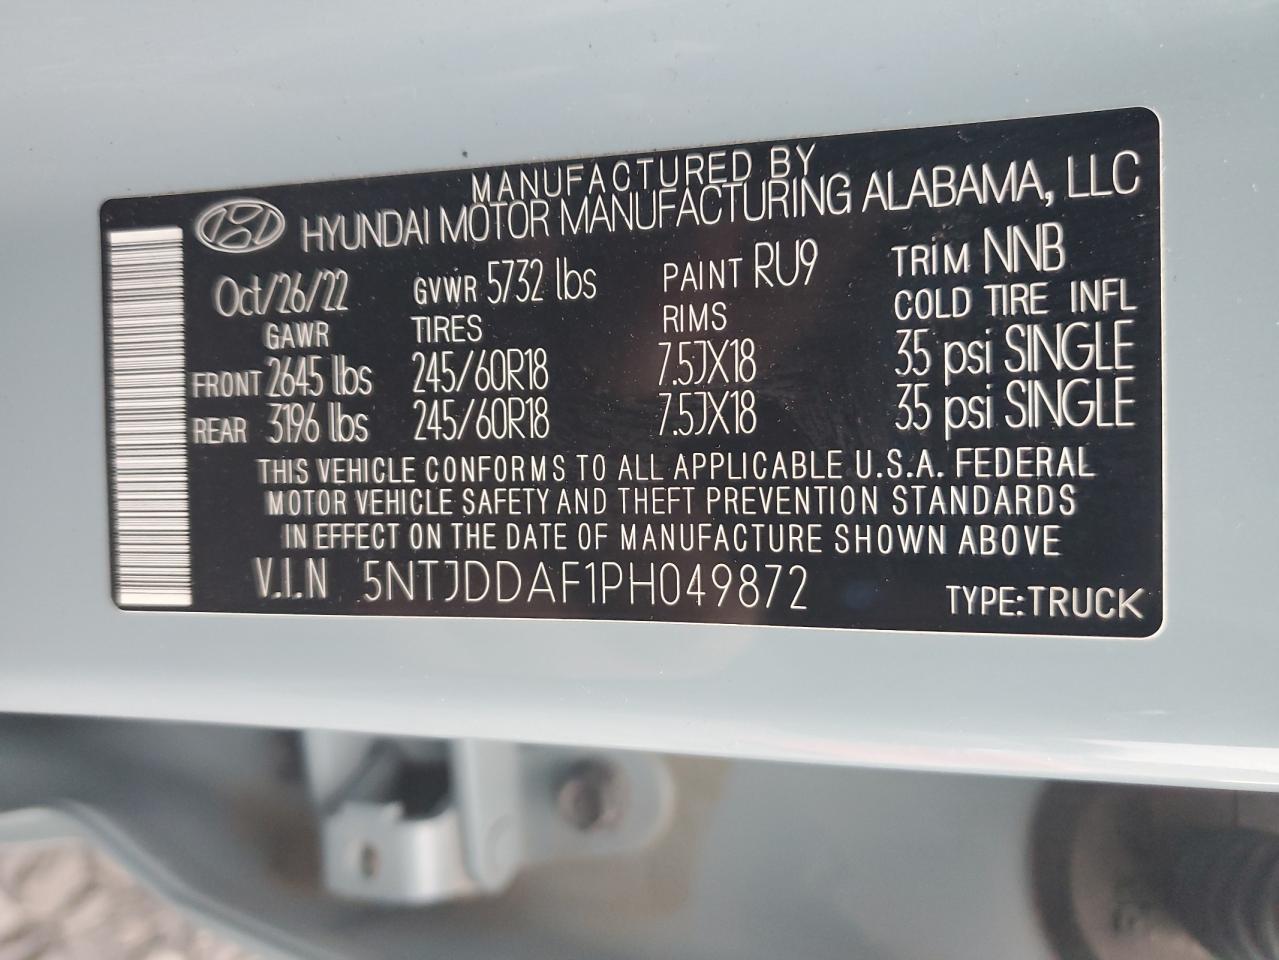 MANUFACTURED BY
HYUNDAI MOTOR MANUFACTURING ALABAMA, LLC
Oct/26/22 GVWR 5732 lbs PAINT RU9 TRIM NNB
GAWR TIRES RIMS COLD TIRE INFL
FRONT 2645 lbs 245/60R18 7.5JX18 35 psi SINGLE
REAR 3196 lbs 245/60R18 7.5JX18 35 psi SINGLE
THIS VEHICLE CONFORMS TO ALL APPLICABLE U.S.A. FEDERAL
MOTOR VEHICLE SAFETY AND THEFT PREVENTION STANDARDS
IN EFFECT ON THE DATE OF MANUFACTURE SHOWN ABOVE
V.I.N 5NTJDDAF1PH049872 TYPE:TRUCK